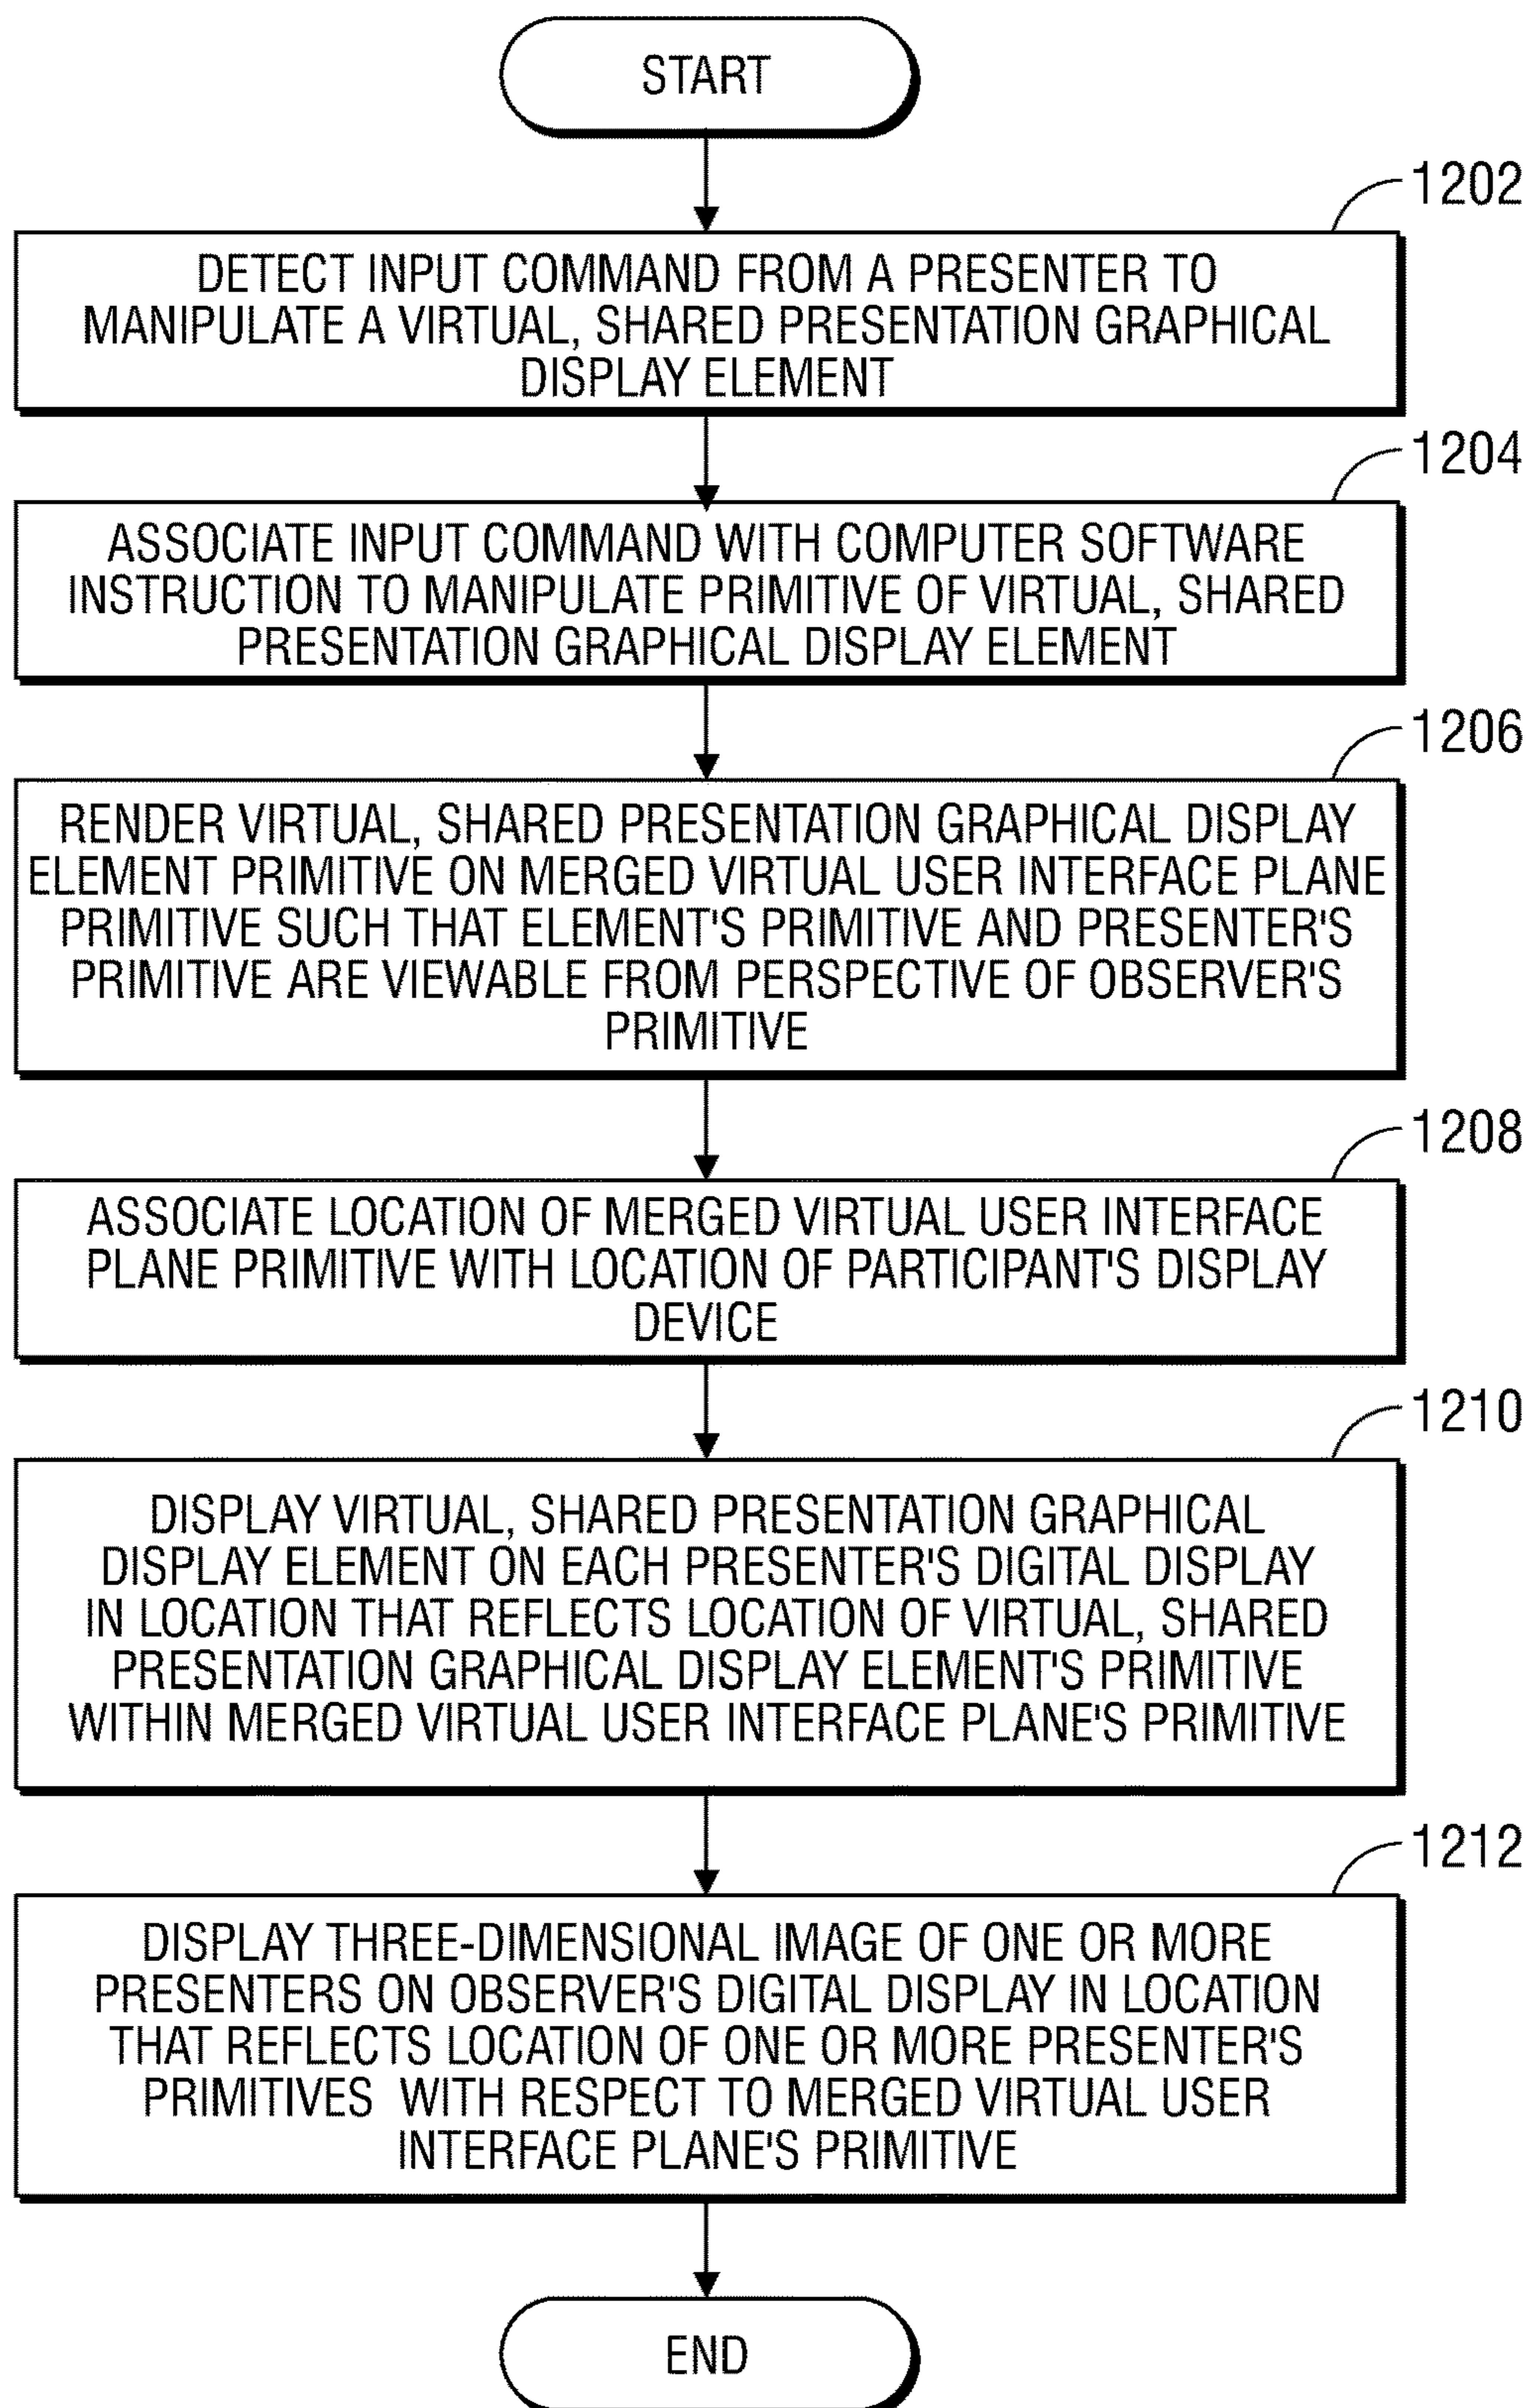 START
1202
DETECT INPUT COMMAND FROM A PRESENTER TO
MANIPULATE A VIRTUAL, SHARED PRESENTATION GRAPHICAL
DISPLAY ELEMENT
1204
ASSOCIATE INPUT COMMAND WITH COMPUTER SOFTWARE
INSTRUCTION TO MANIPULATE PRIMITIVE OF VIRTUAL, SHARED
PRESENTATION GRAPHICAL DISPLAY ELEMENT
1206
RENDER VIRTUAL, SHARED PRESENTATION GRAPHICAL DISPLAY
ELEMENT PRIMITIVE ON MERGED VIRTUAL USER INTERFACE PLANE
PRIMITIVE SUCH THAT ELEMENT'S PRIMITIVE AND PRESENTER'S
PRIMITIVE ARE VIEWABLE FROM PERSPECTIVE OF OBSERVER'S
PRIMITIVE
1208
ASSOCIATE LOCATION OF MERGED VIRTUAL USER INTERFACE
PLANE PRIMITIVE WITH LOCATION OF PARTICIPANT'S DISPLAY
DEVICE
1210
DISPLAY VIRTUAL, SHARED PRESENTATION GRAPHICAL
DISPLAY ELEMENT ON EACH PRESENTER'S DIGITAL DISPLAY
IN LOCATION THAT REFLECTS LOCATION OF VIRTUAL, SHARED
PRESENTATION GRAPHICAL DISPLAY ELEMENT'S PRIMITIVE
WITHIN MERGED VIRTUAL USER INTERFACE PLANE'S PRIMITIVE
1212
DISPLAY THREE-DIMENSIONAL IMAGE OF ONE OR MORE
PRESENTERS ON OBSERVER'S DIGITAL DISPLAY IN LOCATION
THAT REFLECTS LOCATION OF ONE OR MORE PRESENTER'S
PRIMITIVES WITH RESPECT TO MERGED VIRTUAL USER
INTERFACE PLANE'S PRIMITIVE
END